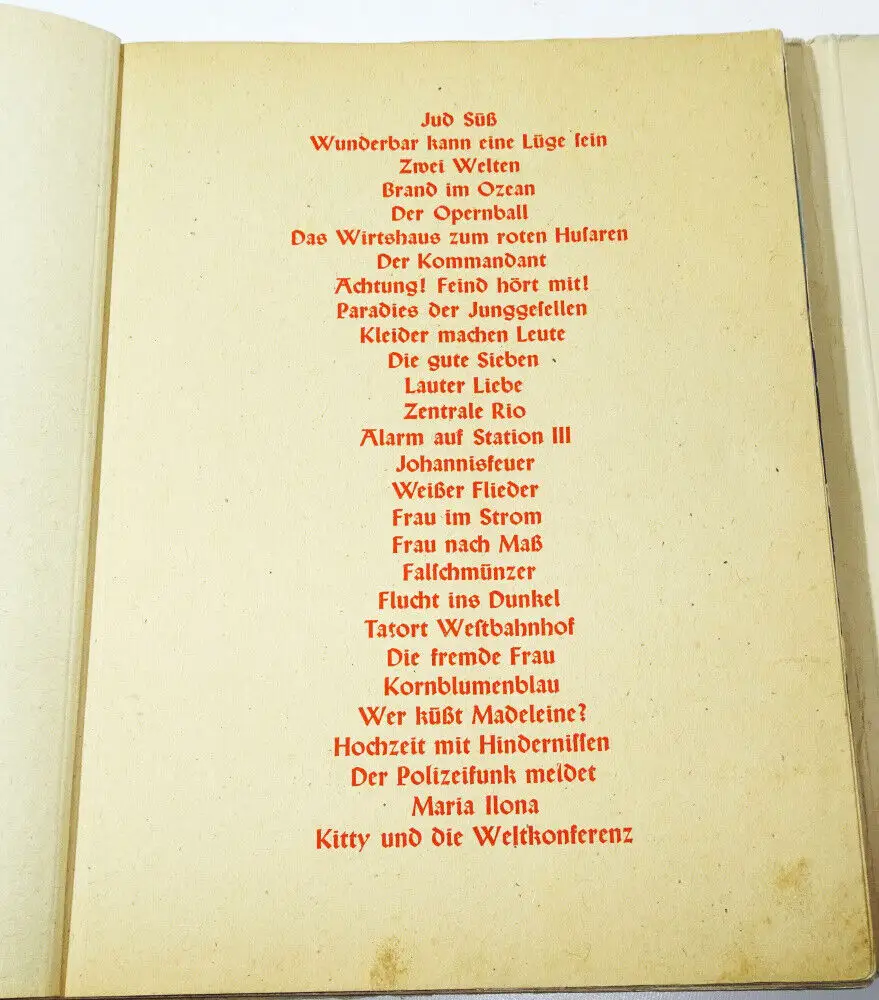 Jud Süß
Wunderbar kann eine Lüge sein
Zwei Welten
Brand im Ozean
Der Opernball
Das Wirtshaus zum roten Husaren
Der Kommandant
Achtung! Feind hört mit!
Paradies der Junggesellen
Kleider machen Leute
Die gute Sieben
Lauter Liebe
Zentrale Rio
Alarm auf Station III
Johannisfeuer
Weißer Flieder
Frau im Strom
Frau nach Maß
Falschmünzer
Flucht ins Dunkel
Tatort Westbahnhof
Die fremde Frau
Kornblumenblau
Wer küßt Madeleine?
Hochzeit mit Hindernissen
Der Polizeifunk meldet
Maria Ilona
Kitty und die Weltkonferenz